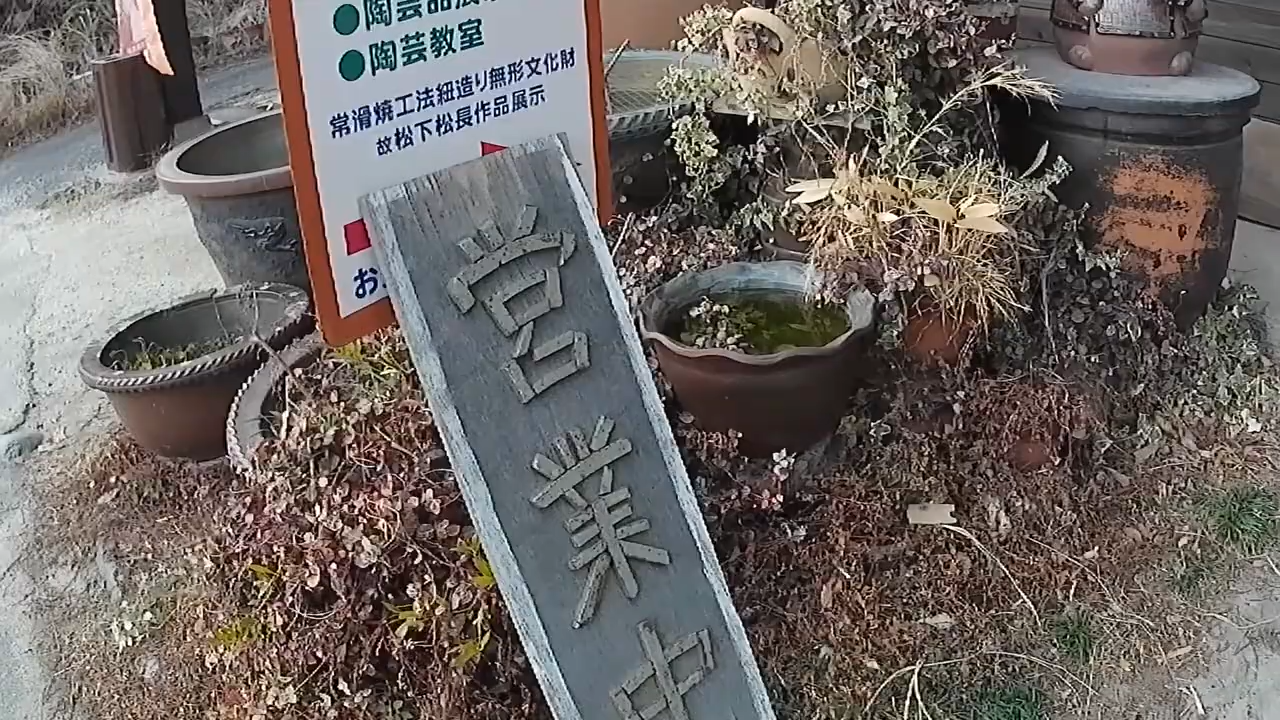 ●陶芸品展
●陶芸教室
常滑焼工法紐造り無形文化財
故松下松長作品展示
お
営業中